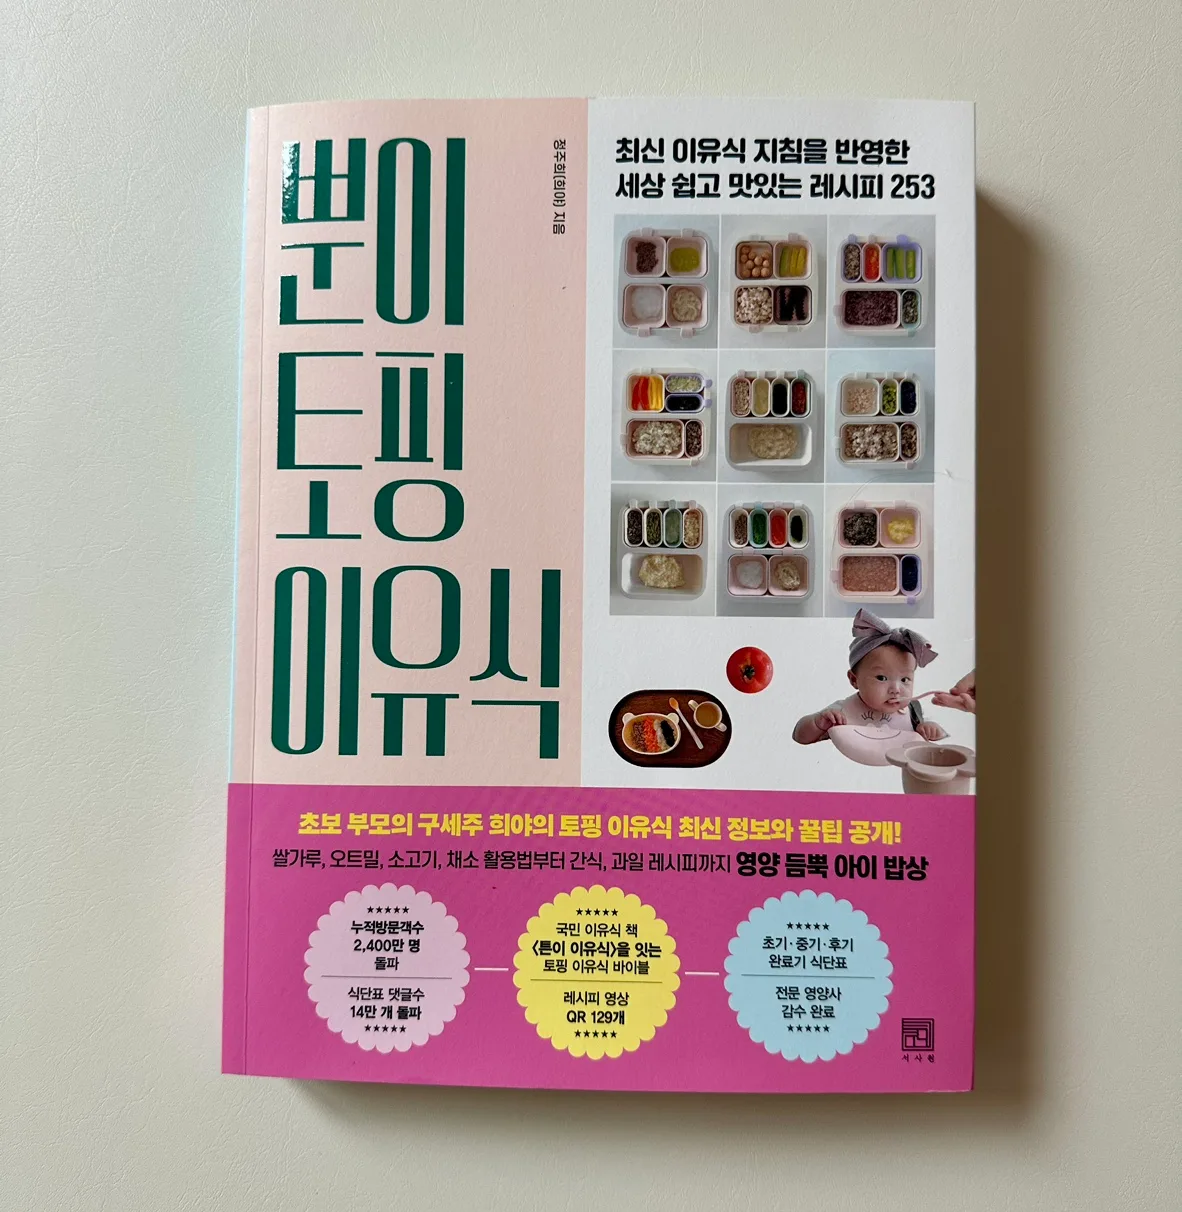 뿐이
토핑
이유식
정주희(희야) 지음
최신 이유식 지침을 반영한
세상 쉽고 맛있는 레시피 253
초보 부모의 구세주 희야의 토핑 이유식 최신 정보와 꿀팁 공개!
쌀가루, 오트밀, 소고기, 채소 활용법부터 간식, 과일 레시피까지 영양 듬뿍 아이 밥상
★★★★★
누적방문객수
2,400만 명
돌파
식단표 댓글수
14만 개 돌파
★★★★★
★★★★★
국민 이유식 책
〈튼이 이유식〉을 잇는
토핑 이유식 바이블
레시피 영상
QR 129개
★★★★★
★★★★★
초기·중기·후기
완료기 식단표
전문 영양사
감수 완료
★★★★★
서사원